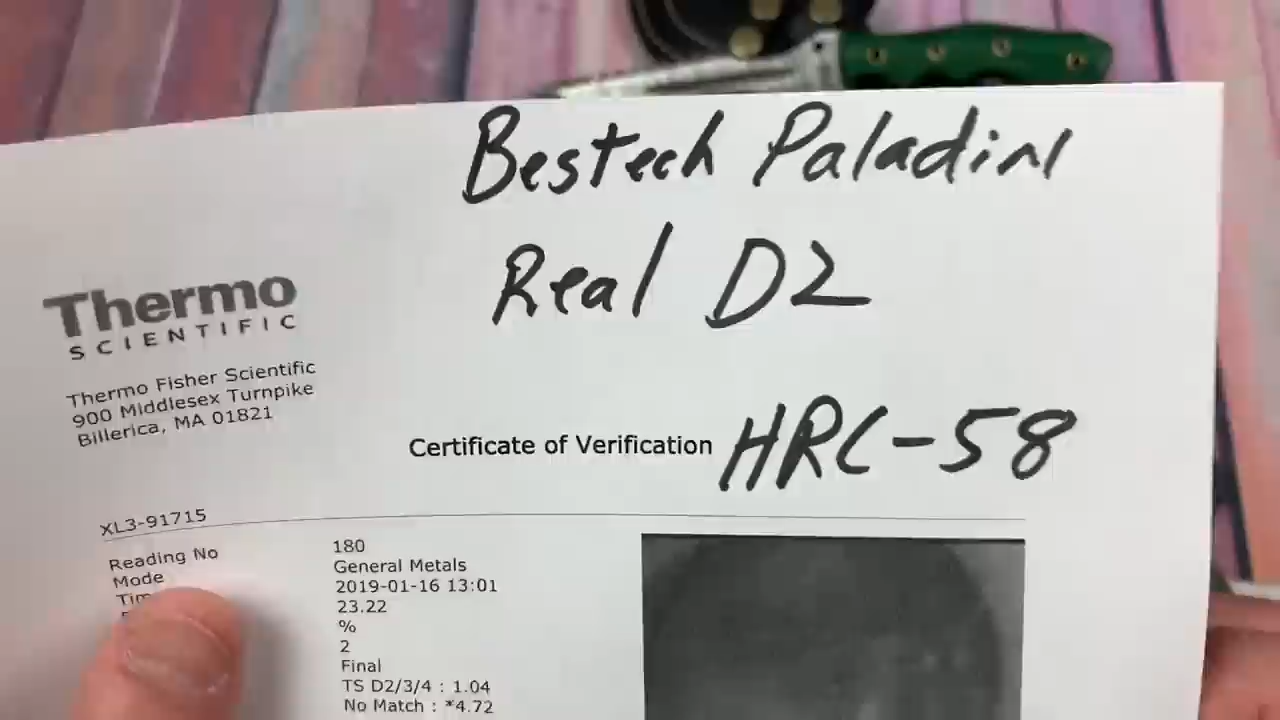 Bestech Paladin
Real D2
Thermo
SCIENTIFIC
Thermo Fisher Scientific
900 Middlesex Turnpike
Billerica, MA 01821
Certificate of Verification HRC-58
XL3-91715
Reading No 180
Mode General Metals
2019-01-16 13:01
23.22
%
2
Final
TS D2/3/4 : 1.04
No Match : *4.72